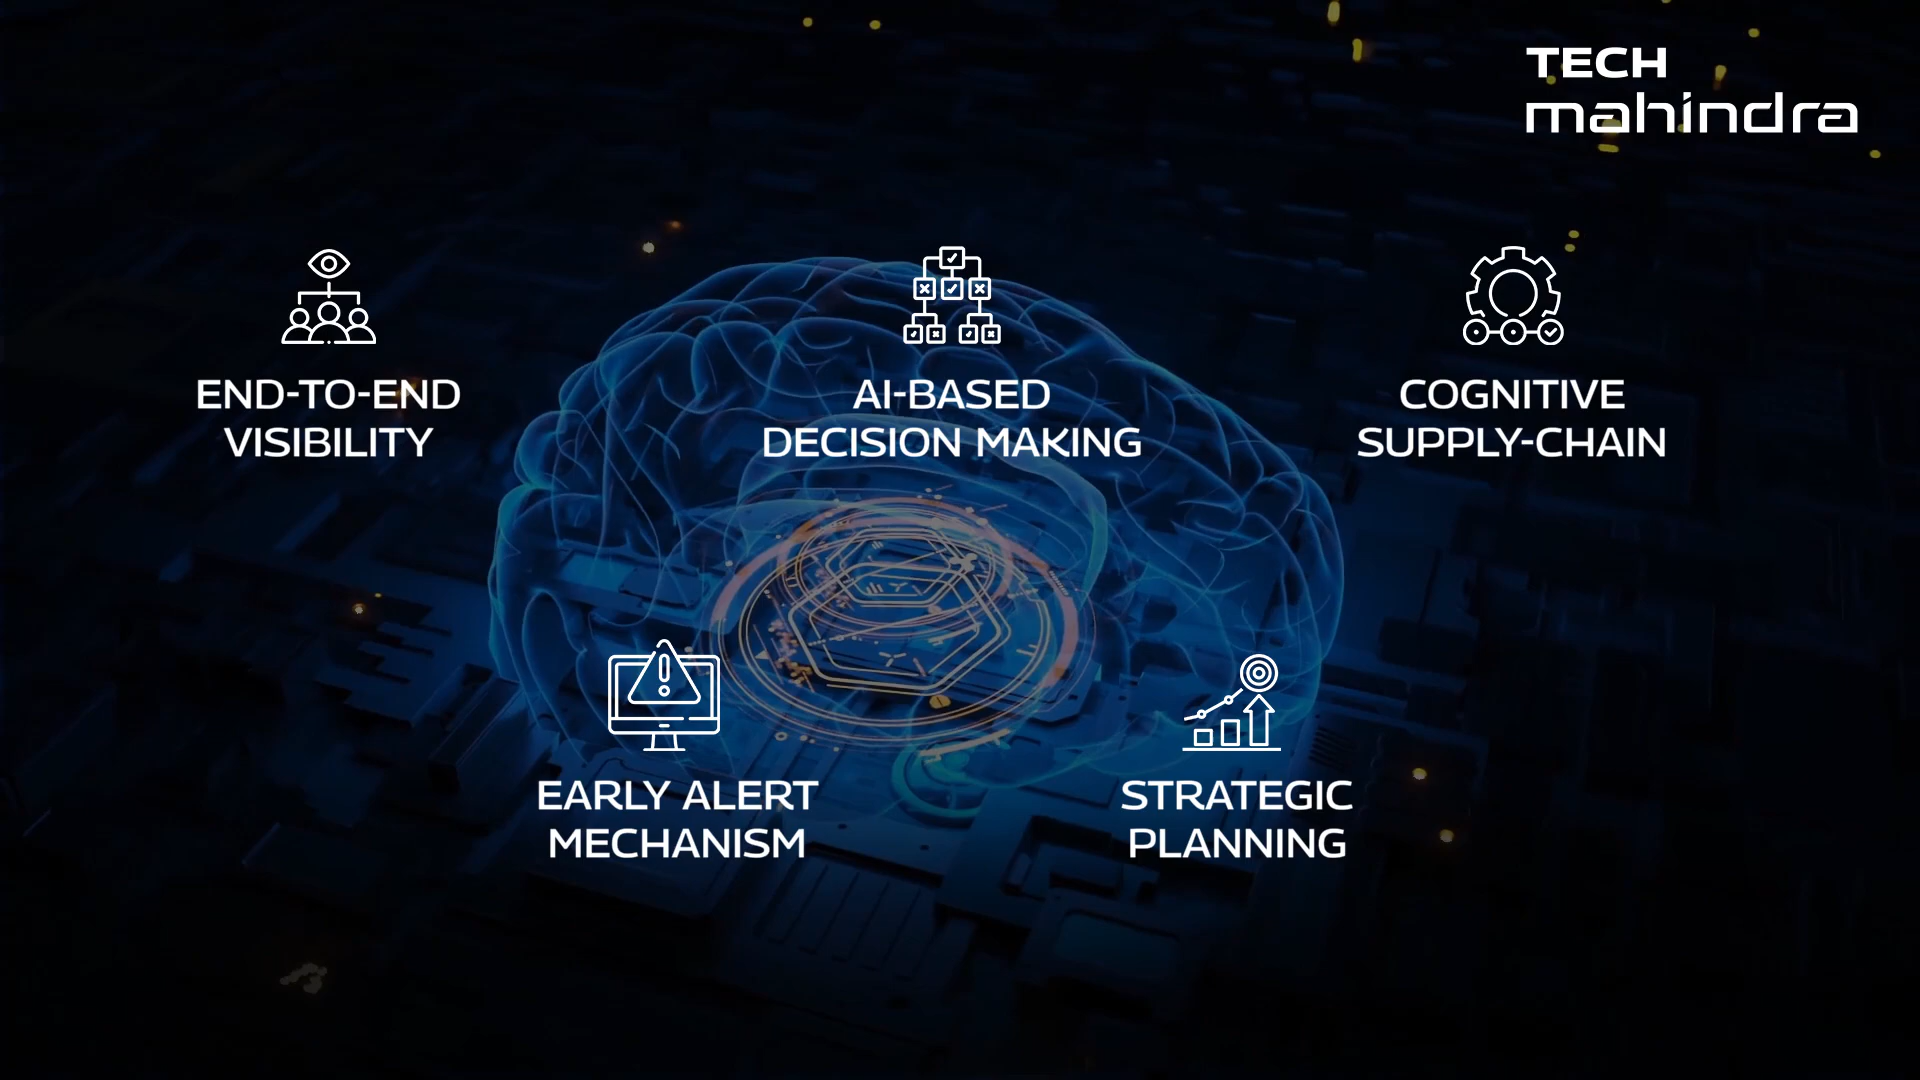 TECH
mahindra
END-TO-END
VISIBILITY
AI-BASED
DECISION MAKING
COGNITIVE
SUPPLY-CHAIN
EARLY ALERT
MECHANISM
STRATEGIC
PLANNING